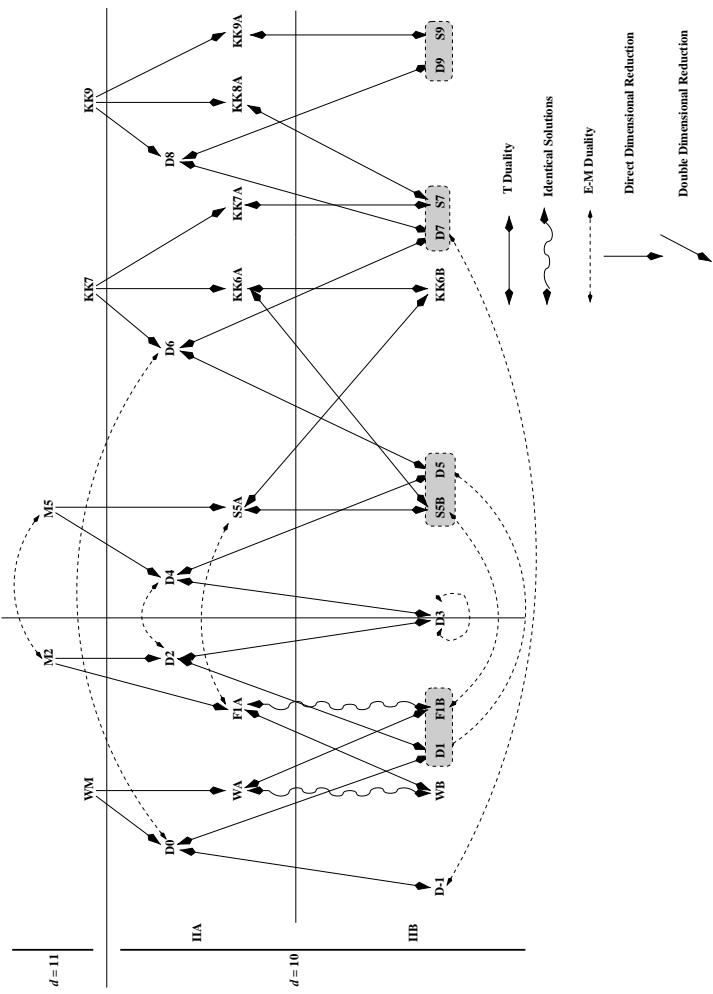 d = 11
M2 M5
WM KK7 KK9
D0 D2 D4 D6 D8
IIA
WA F1A S5A KK6A KK7A KK8A KK9A
d = 10
IIB
D-1 WB D1 F1B D3 S5B D5 KK6B D7 S7 D9 S9
T Duality
Identical Solutions
E-M Duality
Direct Dimensional Reduction
Double Dimensional Reduction